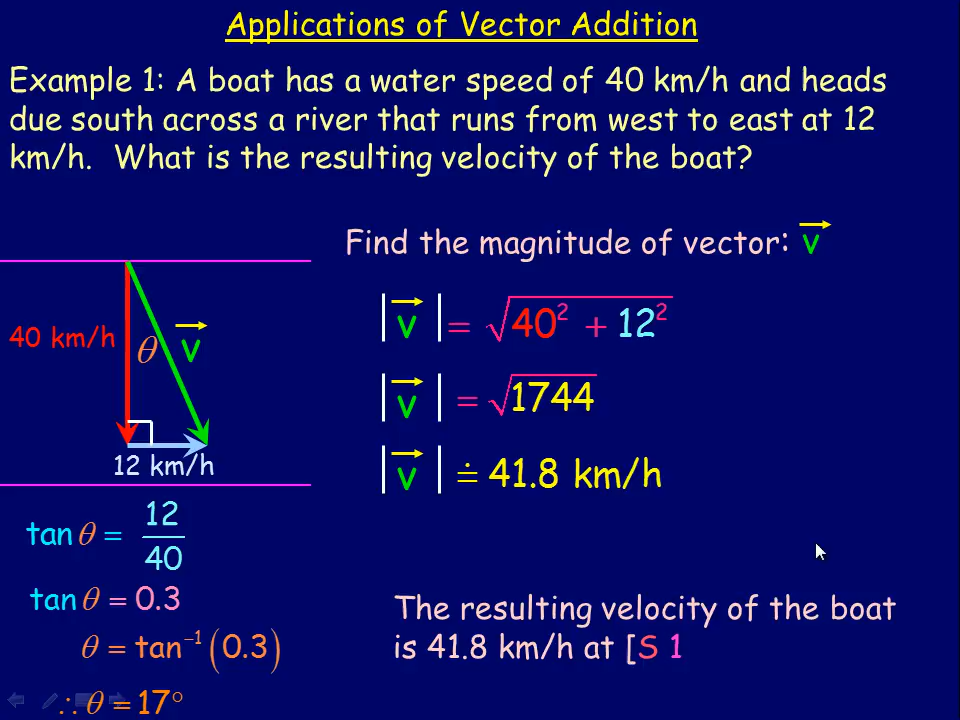 Applications of Vector Addition
Example 1: A boat has a water speed of 40 km/h and heads
due south across a river that runs from west to east at 12
km/h. What is the resulting velocity of the boat?
Find the magnitude of vector: v
40 km/h
θ
v
12 km/h
|v| = √40² + 12²
|v| = √1744
|v| ≐ 41.8 km/h
tan θ = 12/40
tan θ = 0.3
θ = tan⁻¹(0.3)
∴ θ = 17°
The resulting velocity of the boat
is 41.8 km/h at [S 1